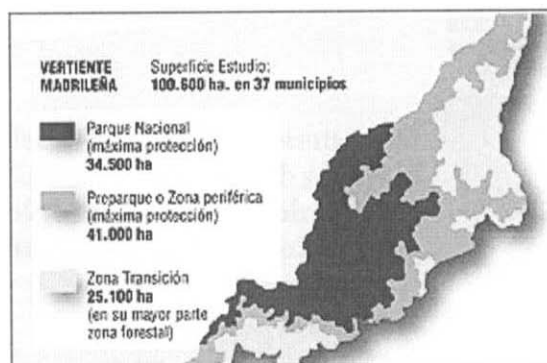 VERTIENTE
MADRILEÑA
Superficie Estudio:
100.600 ha. en 37 municipios
Parque Nacional
(máxima protección)
34.500 ha
Preparque o Zona periférica
(máxima protección)
41.000 ha
Zona Transición
25.100 ha
(en su mayor parte
zona forestal)